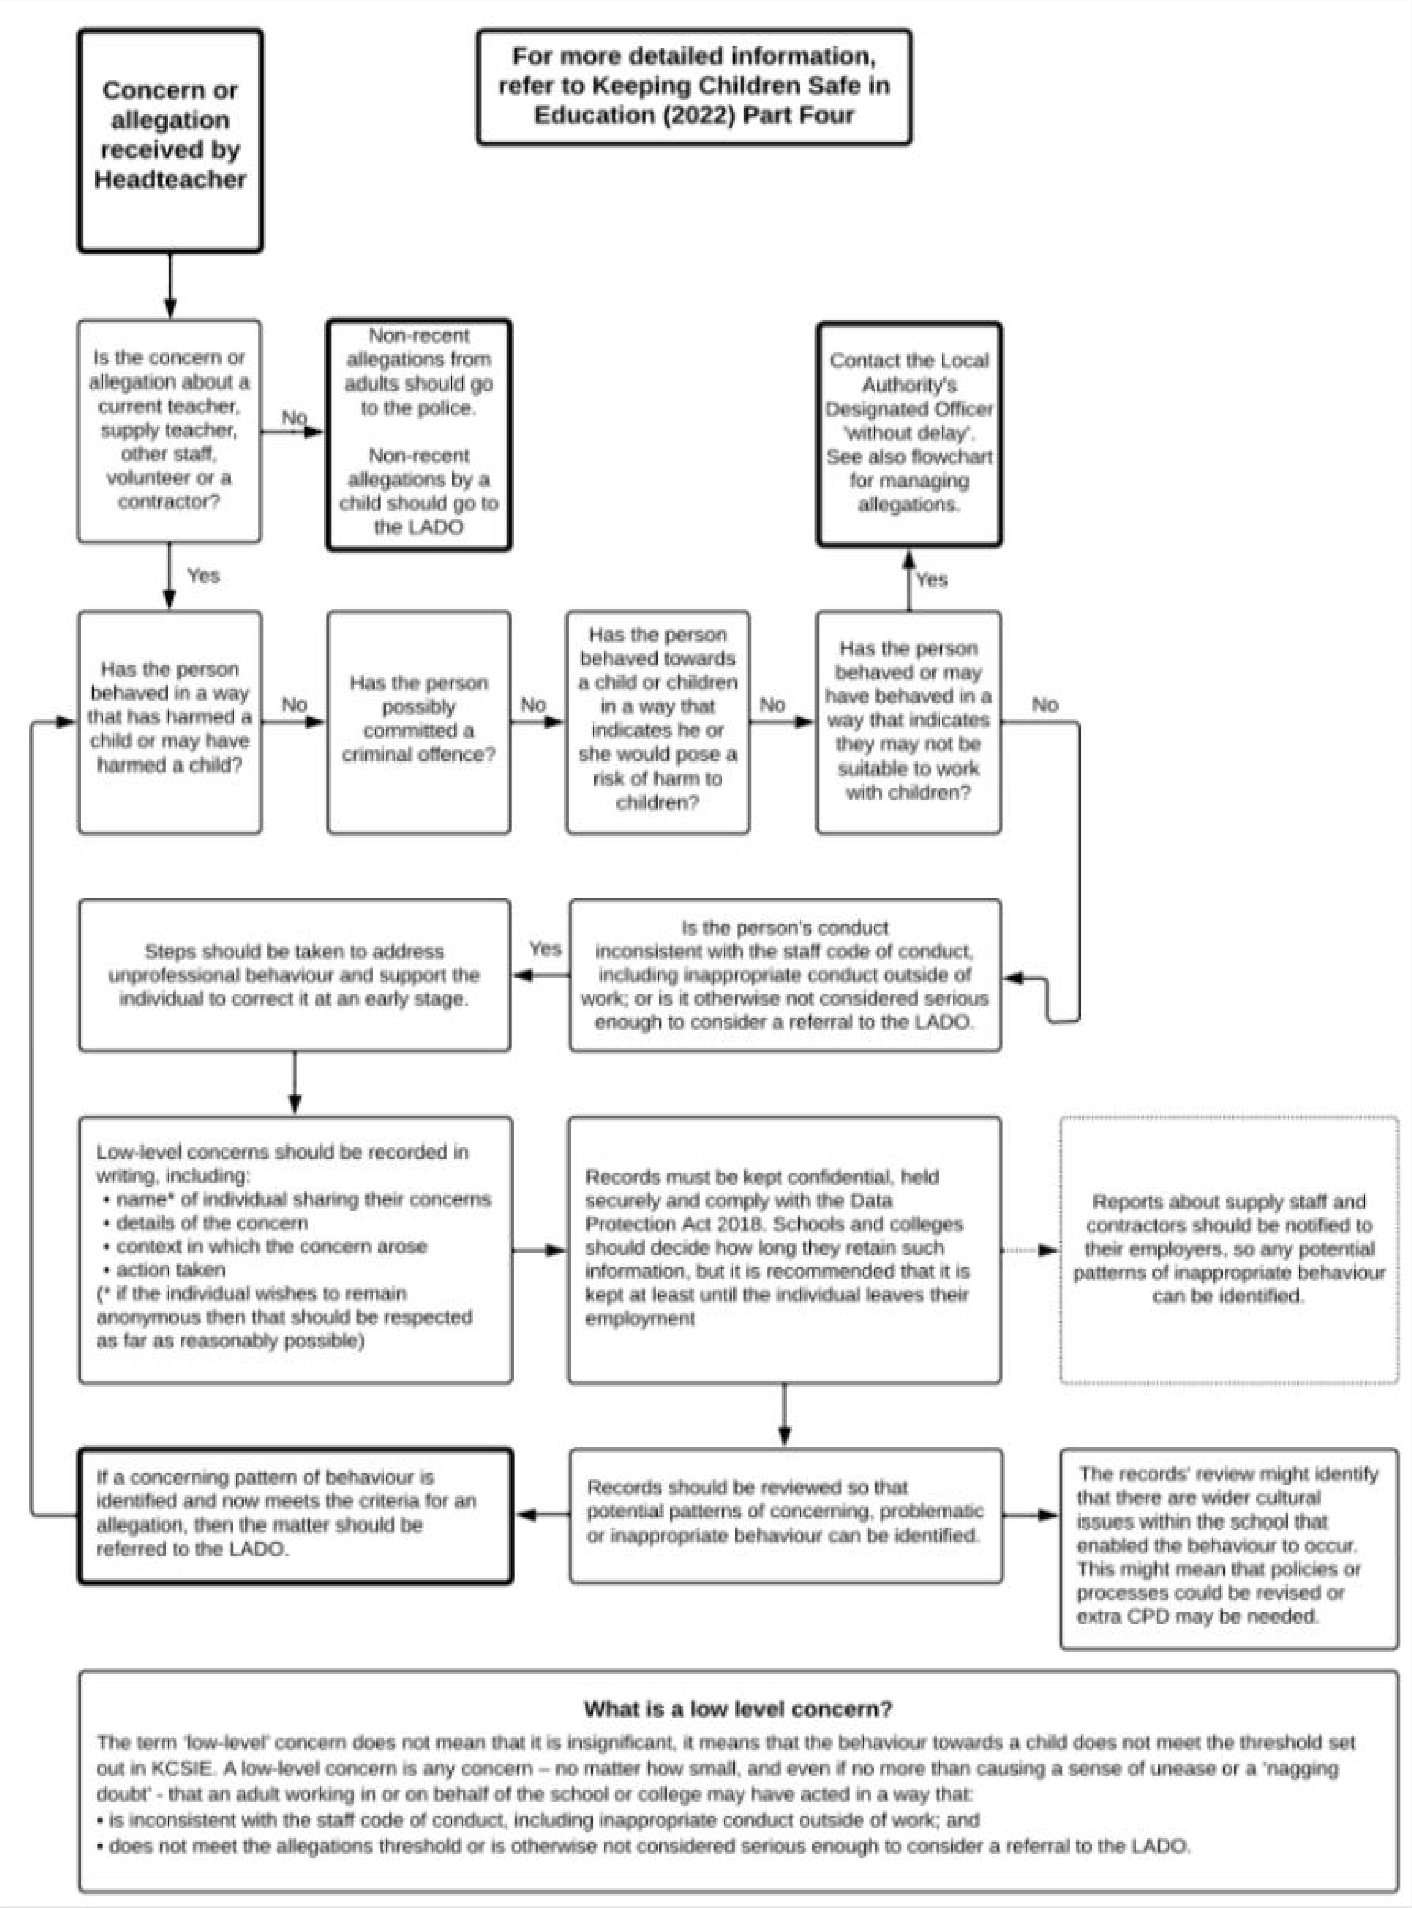 Concern or
allegation
received by
Headteacher
For more detailed information,
refer to Keeping Children Safe in
Education (2022) Part Four
Is the concern or
allegation about a
current teacher,
supply teacher,
other staff,
volunteer or a
contractor?
No
Non-recent
allegations from
adults should go
to the police.
Non-recent
allegations by a
child should go to
the LADO
Contact the Local
Authority's
Designated Officer
'without delay'.
See also flowchart
for managing
allegations.
Yes
Yes
Has the person
behaved in a way
that has harmed a
child or may have
harmed a child?
No
Has the person
possibly
committed a
criminal offence?
No
Has the person
behaved towards
a child or children
in a way that
indicates he or
she would pose a
risk of harm to
children?
No
Has the person
behaved or may
have behaved in a
way that indicates
they may not be
suitable to work
with children?
No
Steps should be taken to address
unprofessional behaviour and support the
individual to correct it at an early stage.
Yes
Is the person's conduct
inconsistent with the staff code of conduct,
including inappropriate conduct outside of
work; or is it otherwise not considered serious
enough to consider a referral to the LADO.
Low-level concerns should be recorded in
writing, including:
• name* of individual sharing their concerns
• details of the concern
• context in which the concern arose
• action taken
(* if the individual wishes to remain
anonymous then that should be respected
as far as reasonably possible)
Records must be kept confidential, held
securely and comply with the Data
Protection Act 2018. Schools and colleges
should decide how long they retain such
information, but it is recommended that it is
kept at least until the individual leaves their
employment
Reports about supply staff and
contractors should be notified to
their employers, so any potential
patterns of inappropriate behaviour
can be identified.
If a concerning pattern of behaviour is
identified and now meets the criteria for an
allegation, then the matter should be
referred to the LADO.
Records should be reviewed so that
potential patterns of concerning, problematic
or inappropriate behaviour can be identified.
The records' review might identify
that there are wider cultural
issues within the school that
enabled the behaviour to occur.
This might mean that policies or
processes could be revised or
extra CPD may be needed.
What is a low level concern?
The term 'low-level' concern does not mean that it is insignificant, it means that the behaviour towards a child does not meet the threshold set
out in KCSIE. A low-level concern is any concern – no matter how small, and even if no more than causing a sense of unease or a 'nagging
doubt' - that an adult working in or on behalf of the school or college may have acted in a way that:
• is inconsistent with the staff code of conduct, including inappropriate conduct outside of work; and
• does not meet the allegations threshold or is otherwise not considered serious enough to consider a referral to the LADO.